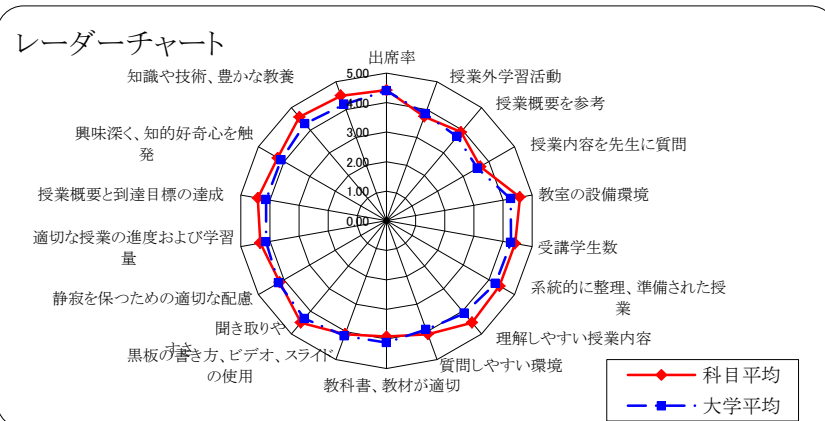 レーダーチャート
出席率
授業外学習活動
授業概要を参考
授業内容を先生に質問
教室の設備環境
受講学生数
系統的に整理、準備された授
業
理解しやすい授業内容
質問しやすい環境
教科書、教材が適切
黒板の書き方、ビデオ、スライド
の使用
聞き取りや
すさ
静寂を保つための適切な配慮
適切な授業の進度および学習
量
授業概要と到達目標の達成
興味深く、知的好奇心を触
発
知識や技術、豊かな教養
5.00
4.00
3.00
2.00
1.00
0.00
科目平均
大学平均